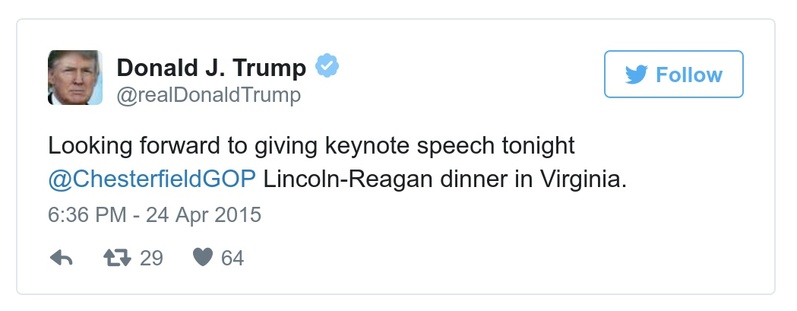 Donald J. Trump
@realDonaldTrump
Follow
Looking forward to giving keynote speech tonight
@ChesterfieldGOP Lincoln-Reagan dinner in Virginia.
6:36 PM - 24 Apr 2015
29 64